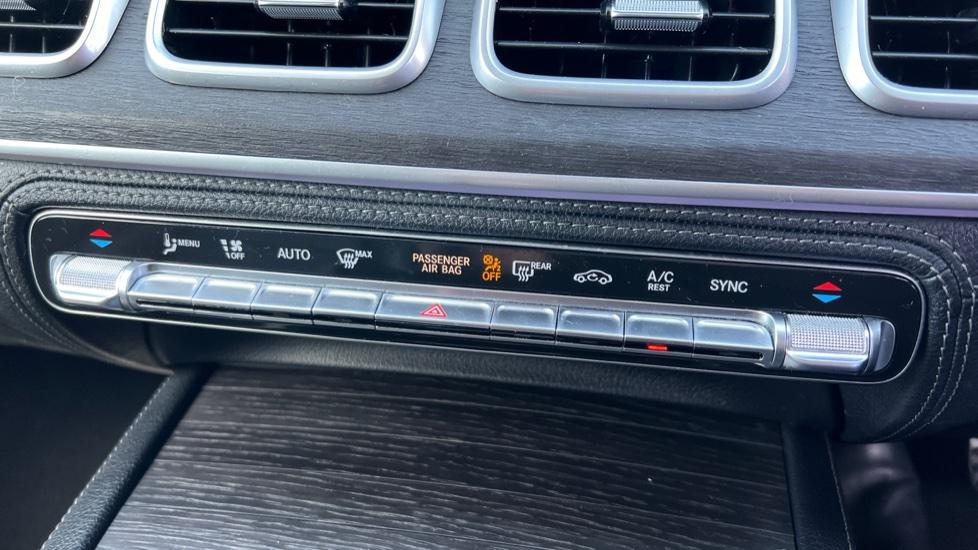 MENU
OFF
AUTO
MAX
PASSENGER
AIR BAG
OFF
REAR
A/C
REST
SYNC